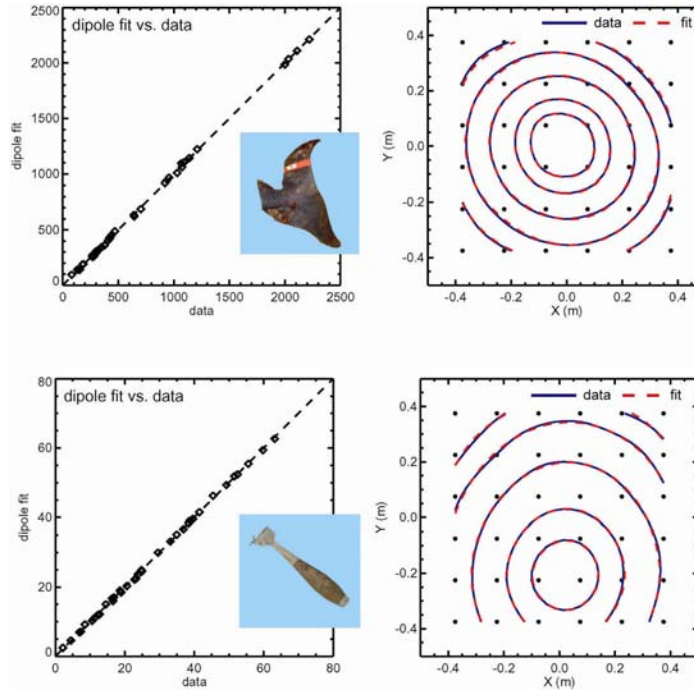 dipole fit vs. data
2500
2000
1500
1000
500
0
dipole fit
0 500 1000 1500 2000 2500
data
data fit
0.4
0.2
0.0
-0.2
-0.4
Y (m)
-0.4 -0.2 0.0 0.2 0.4
X (m)
dipole fit vs. data
80
60
40
20
0
dipole fit
0 20 40 60 80
data
data fit
0.4
0.2
0.0
-0.2
-0.4
Y (m)
-0.4 -0.2 0.0 0.2 0.4
X (m)